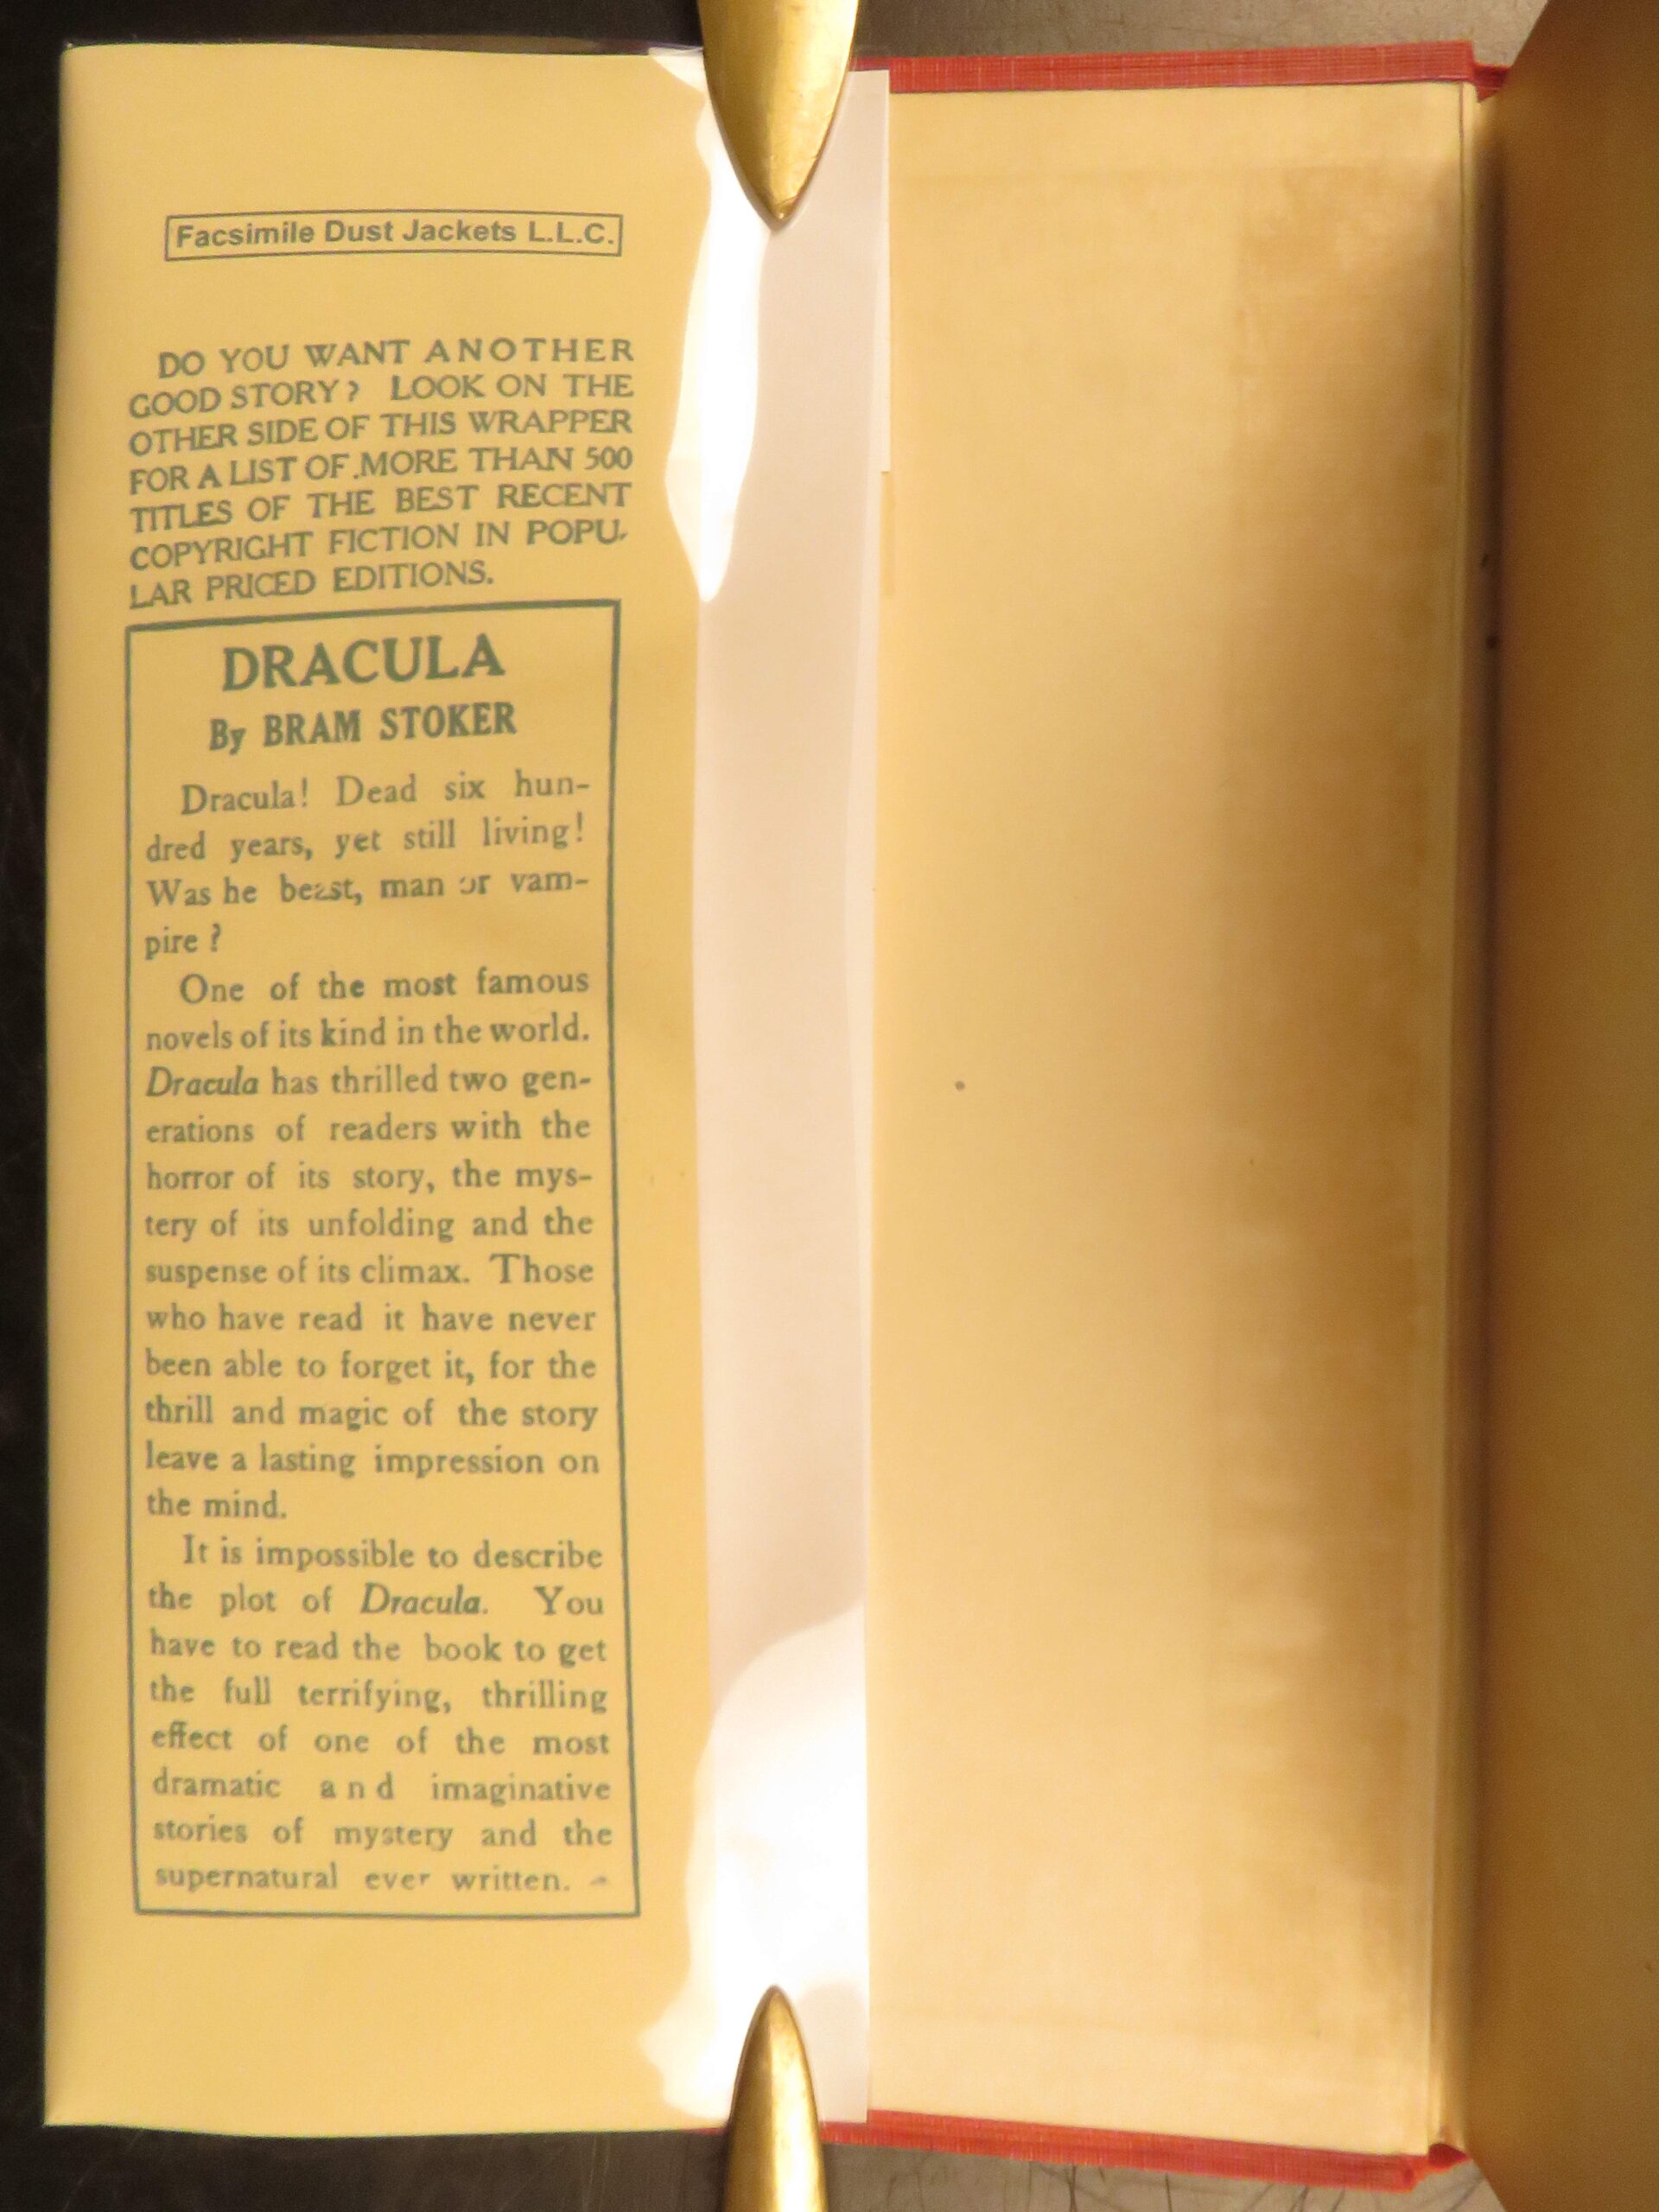 Facsimile Dust Jackets L.L.C.
DO YOU WANT ANOTHER
GOOD STORY? LOOK ON THE
OTHER SIDE OF THIS WRAPPER
FOR A LIST OF MORE THAN 500
TITLES OF THE BEST RECENT
COPYRIGHT FICTION IN POPU-
LAR PRICED EDITIONS.
DRACULA
By BRAM STOKER
Dracula! Dead six hun-
dred years, yet still living!
Was he beast, man or vam-
pire?
One of the most famous
novels of its kind in the world.
Dracula has thrilled two gen-
erations of readers with the
horror of its story, the mys-
tery of its unfolding and the
suspense of its climax. Those
who have read it have never
been able to forget it, for the
thrill and magic of the story
leave a lasting impression on
the mind.
It is impossible to describe
the plot of Dracula. You
have to read the book to get
the full terrifying, thrilling
effect of one of the most
dramatic and imaginative
stories of mystery and the
supernatural ever written.